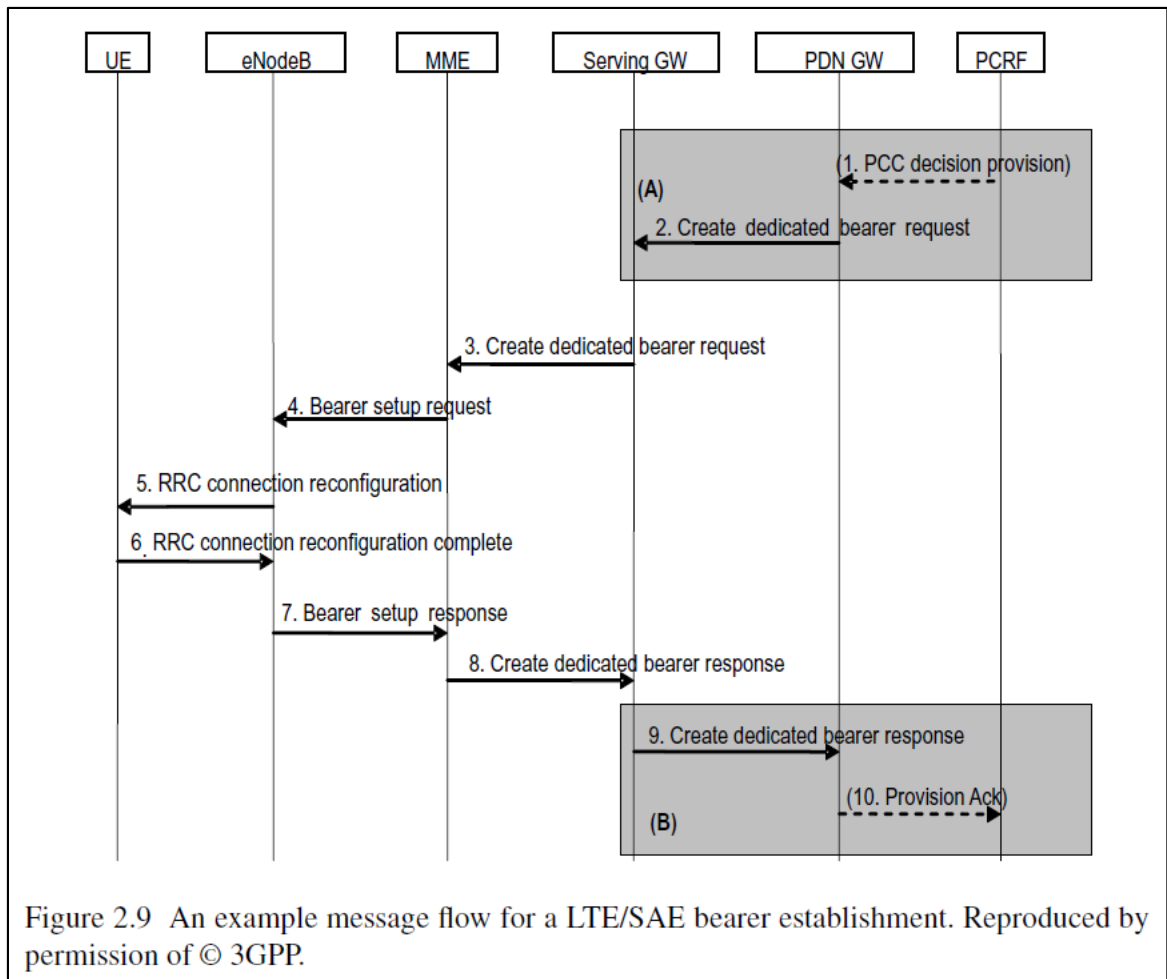 UE eNodeB MME Serving GW PDN GW PCRF
(1. PCC decision provision)
(A)
2. Create dedicated bearer request
3. Create dedicated bearer request
4. Bearer setup request
5. RRC connection reconfiguration
6. RRC connection reconfiguration complete
7. Bearer setup response
8. Create dedicated bearer response
9. Create dedicated bearer response
(10. Provision Ack)
(B)
Figure 2.9 An example message flow for a LTE/SAE bearer establishment. Reproduced by
permission of © 3GPP.